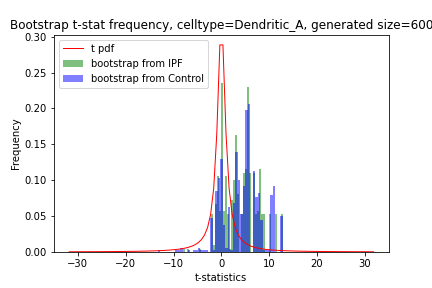 Bootstrap t-stat frequency, celltype=Dendritic_A, generated size=600
t pdf
bootstrap from IPF
bootstrap from Control
Frequency
0.30
0.25
0.20
0.15
0.10
0.05
0.00
−30
−20
−10
0
10
20
30
t-statistics